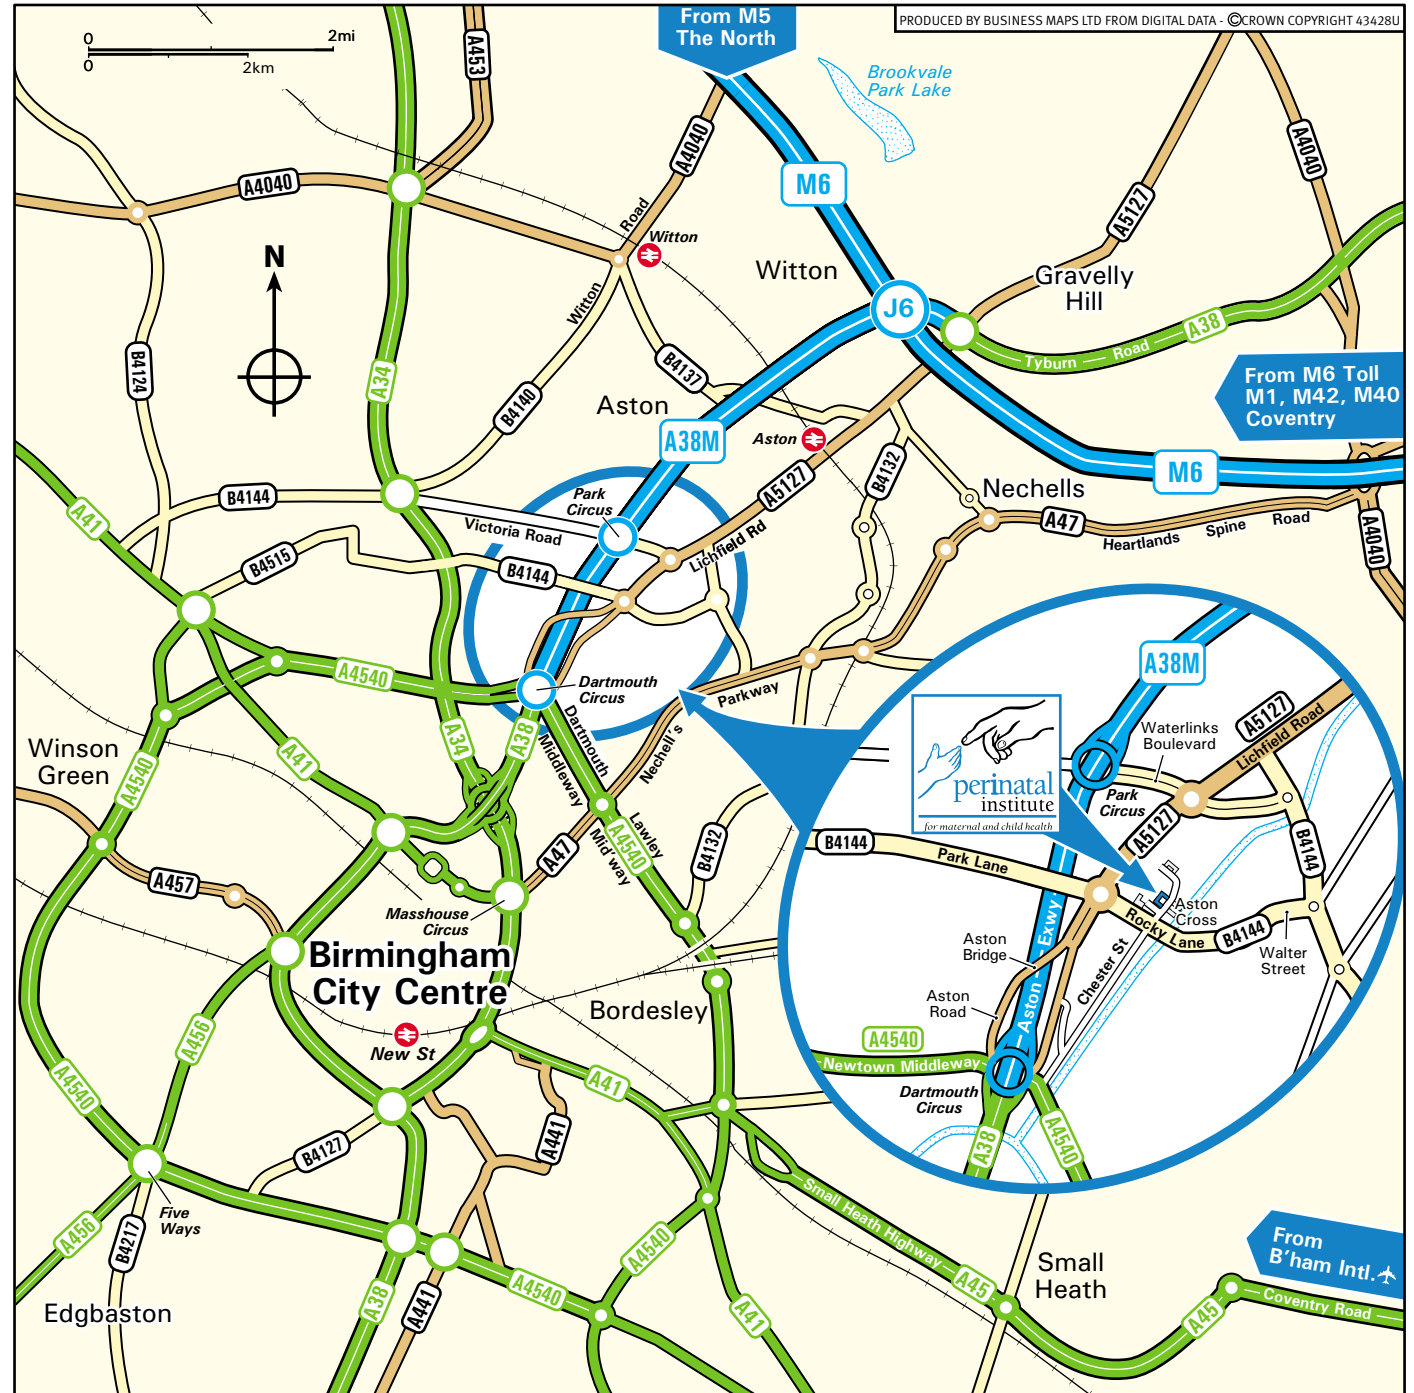 PRODUCED BY BUSINESS MAPS LTD FROM DIGITAL DATA - ©CROWN COPYRIGHT 43428U
0
2mi
0
2km
From M5
The North
A453
Brookvale
Park Lake
A4040
M6
A4040
A4040
A5127
Road
Witton
N
Witton
Gravelly
Hill
J6
Witton
A38
Tyburn
Road
B4124
A34
B4137
B4140
From M6 Toll
M1, M42, M40
Coventry
Aston
A38M
Aston
B4132
M6
A5127
Nechells
Park
Circus
B4144
A41
Victoria Road
A47
Heartlands
Spine
Road
A4040
Lichfield Rd
B4515
B4144
A4540
Dartmouth
Circus
Parkway
A38M
A5127
Lichfield Road
Waterlinks
Boulevard
Dartmouth
Middleway
Nechell's
A34
A38
A41
Winson
Green
A4540
perinatal
institute
for maternal and child health
Park
Circus
A5127
Lawley
Mid'way
A4540
B4132
B4144
Park Lane
B4144
A47
A457
Masshouse
Circus
Aston
Cross
Rocky Lane
B4144
Walter
Street
Birmingham
City Centre
Aston
Bridge
Aston
Exwy
Chester St
Aston
Road
Bordesley
New St
A456
A4540
Newtown Middleway
Dartmouth
Circus
A4540
A41
A38
A4540
A441
B4127
Five
Ways
Small Heath Highway
A456
B4217
A4540
From
B'ham Intl.
Small
Heath
A45
A4540
Coventry Road
A45
Edgbaston
A38
A441
A41